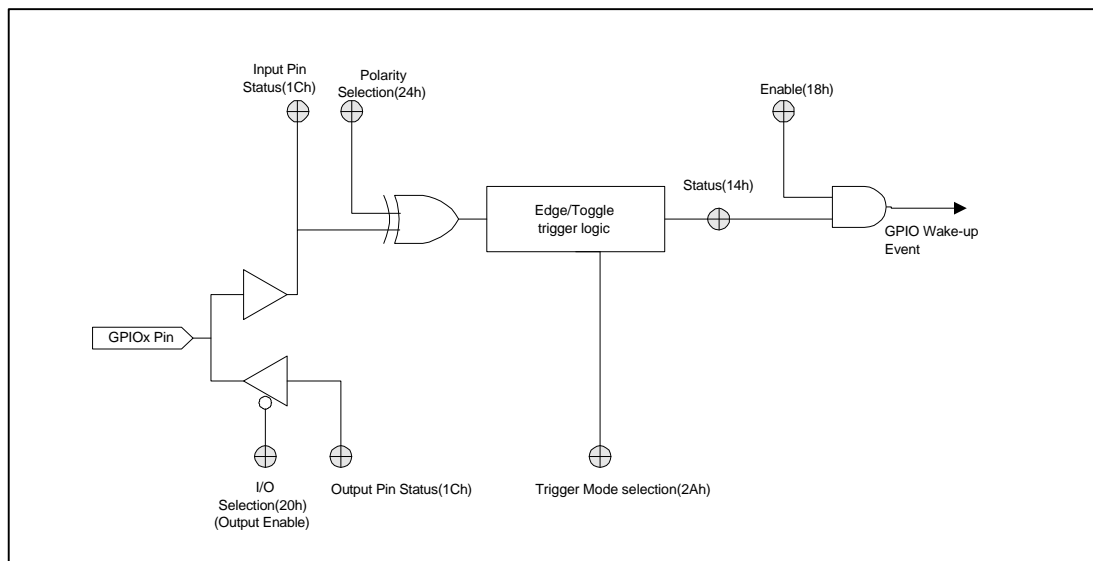 Input Pin
Status(1Ch)
Polarity
Selection(24h)
Enable(18h)
Status(14h)
Edge/Toggle
trigger logic
GPIO Wake-up
Event
GPIOx Pin
I/O
Selection(20h)
(Output Enable)
Output Pin Status(1Ch)
Trigger Mode selection(2Ah)